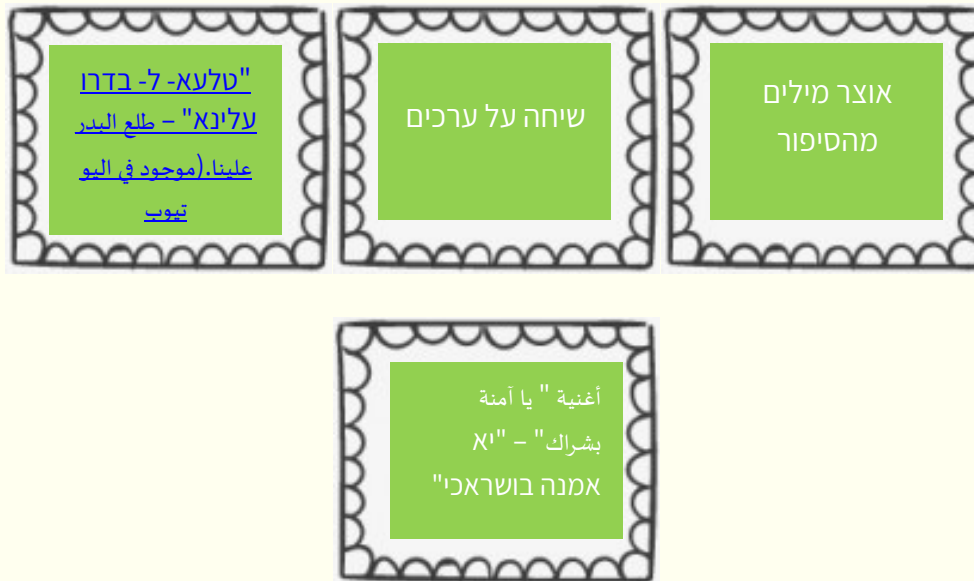 אוצר מילים
מהסיפור
שיחה על ערכים
"טלעא- ל- בדרו
עלינא" – طلع البدر
علينا.(موجود في اليو
تيوب
أغنية " يا آمنة
بشراك" – "יא
אמנה בושראכי"